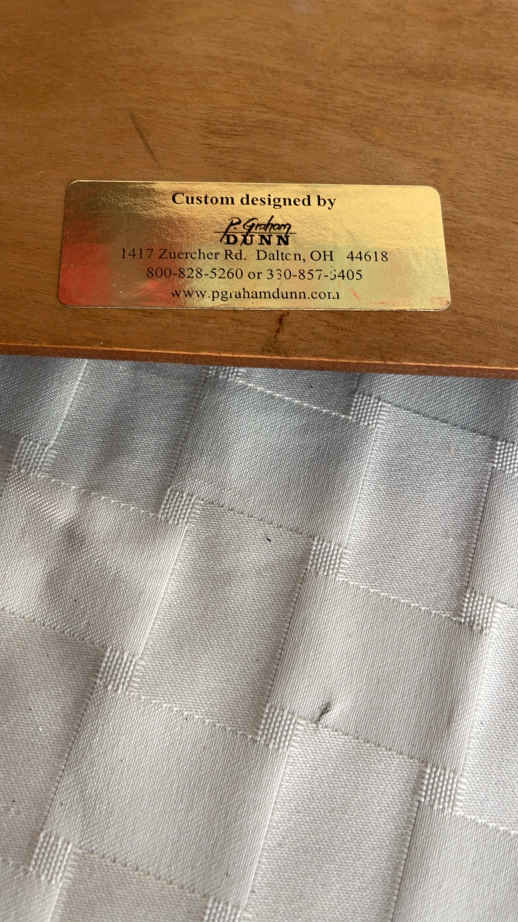 Custom designed by
P. Graham
DUNN
1417 Zuercher Rd. Dalton, OH 44618
800-828-5260 or 330-857-5405
www.pgrahamdunn.com